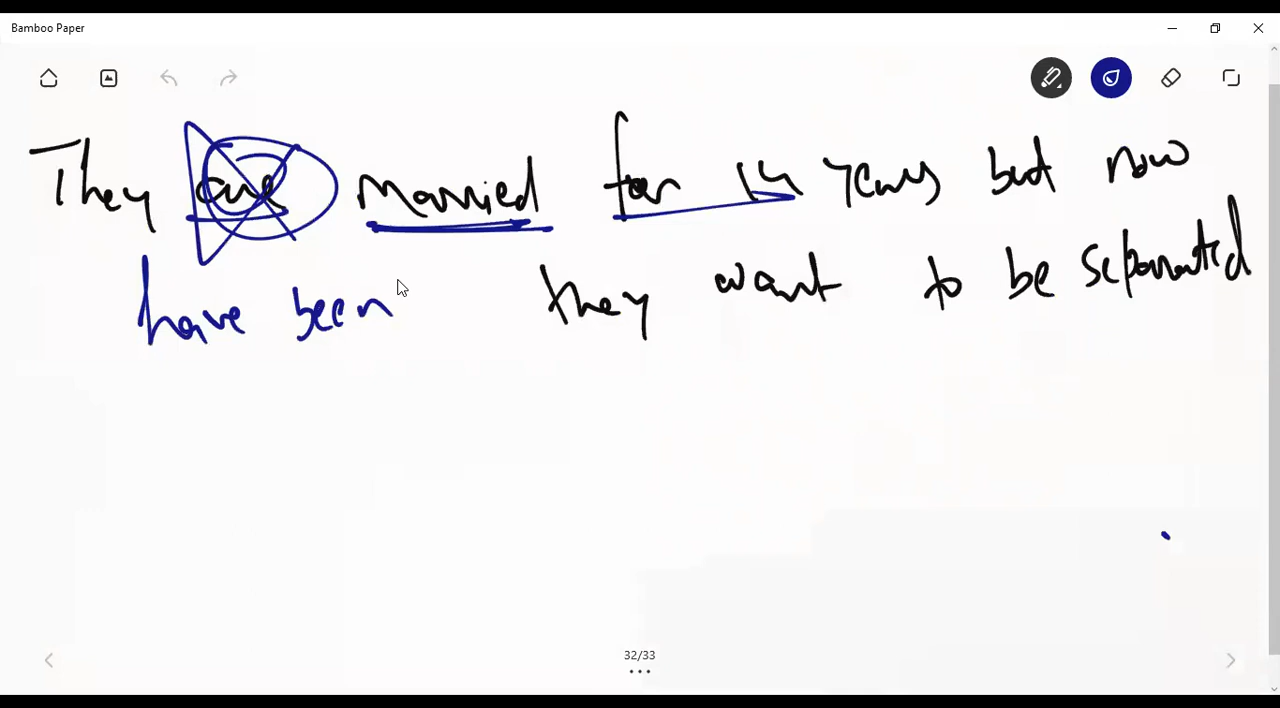 Bamboo Paper
They are married for 14 years but now
have been they want to be separated
32/33